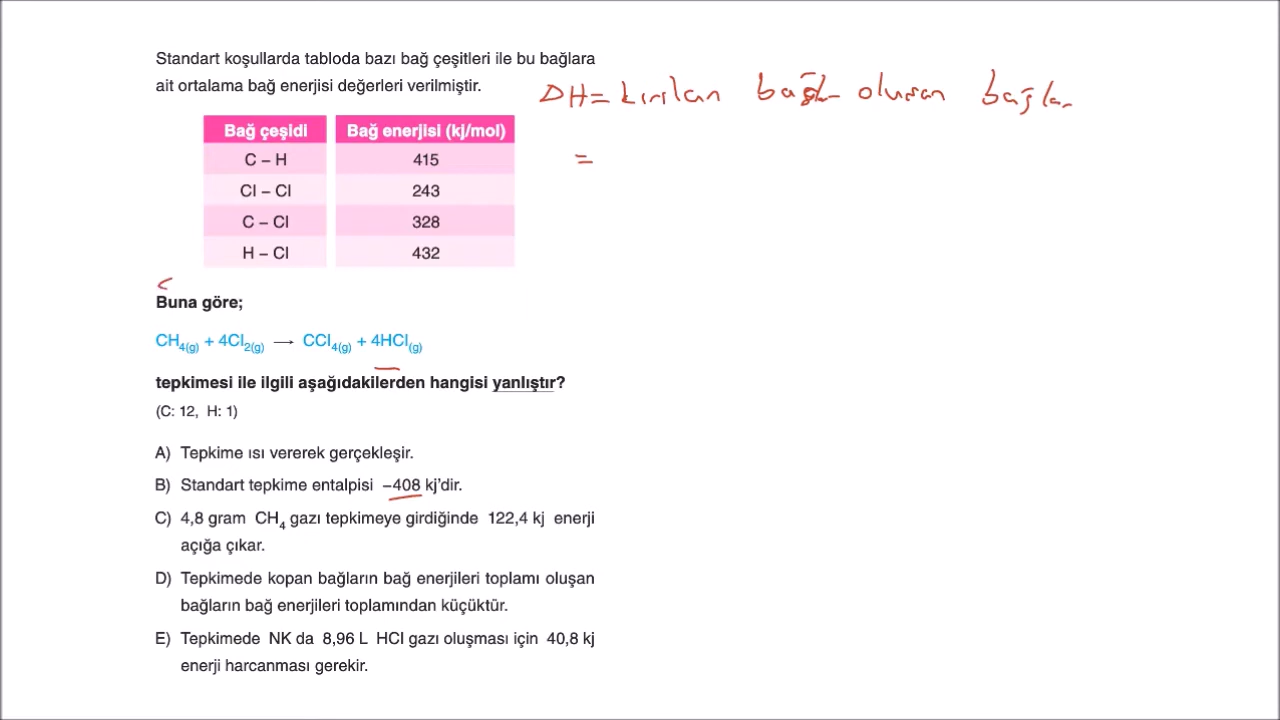 Standart koşullarda tabloda bazı bağ çeşitleri ile bu bağlara
ait ortalama bağ enerjisi değerleri verilmiştir.
ΔH = kırılan bağlar oluşan bağlar
=
Bağ çeşidi Bağ enerjisi (kj/mol)
C – H 415
Cl – Cl 243
C – Cl 328
H – Cl 432
Buna göre;
CH4(g) + 4Cl2(g) ⟶ CCl4(g) + 4HCl(g)
tepkimesi ile ilgili aşağıdakilerden hangisi yanlıştır?
(C: 12, H: 1)
A) Tepkime ısı vererek gerçekleşir.
B) Standart tepkime entalpisi –408 kj’dir.
C) 4,8 gram CH4 gazı tepkimeye girdiğinde 122,4 kj enerji
açığa çıkar.
D) Tepkimede kopan bağların bağ enerjileri toplamı oluşan
bağların bağ enerjileri toplamından küçüktür.
E) Tepkimede NK da 8,96 L HCl gazı oluşması için 40,8 kj
enerji harcanması gerekir.